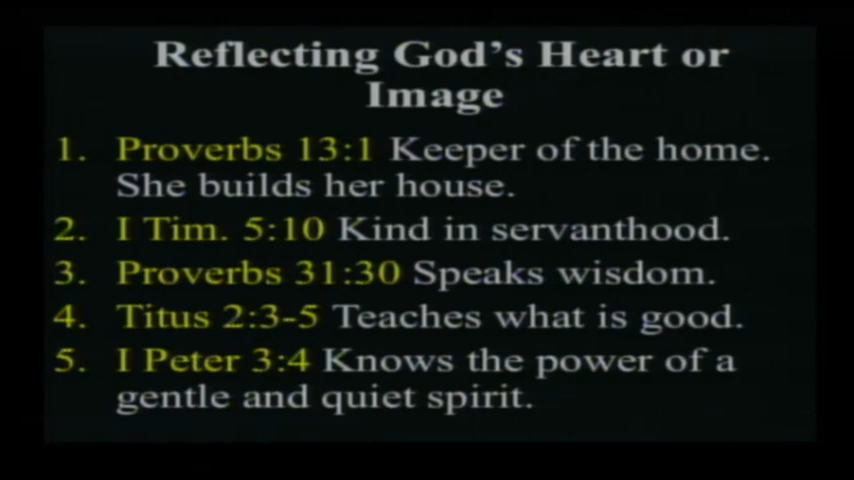 Reflecting God's Heart or
Image
1. Proverbs 13:1 Keeper of the home.
She builds her house.
2. I Tim. 5:10 Kind in servanthood.
3. Proverbs 31:30 Speaks wisdom.
4. Titus 2:3-5 Teaches what is good.
5. I Peter 3:4 Knows the power of a
gentle and quiet spirit.